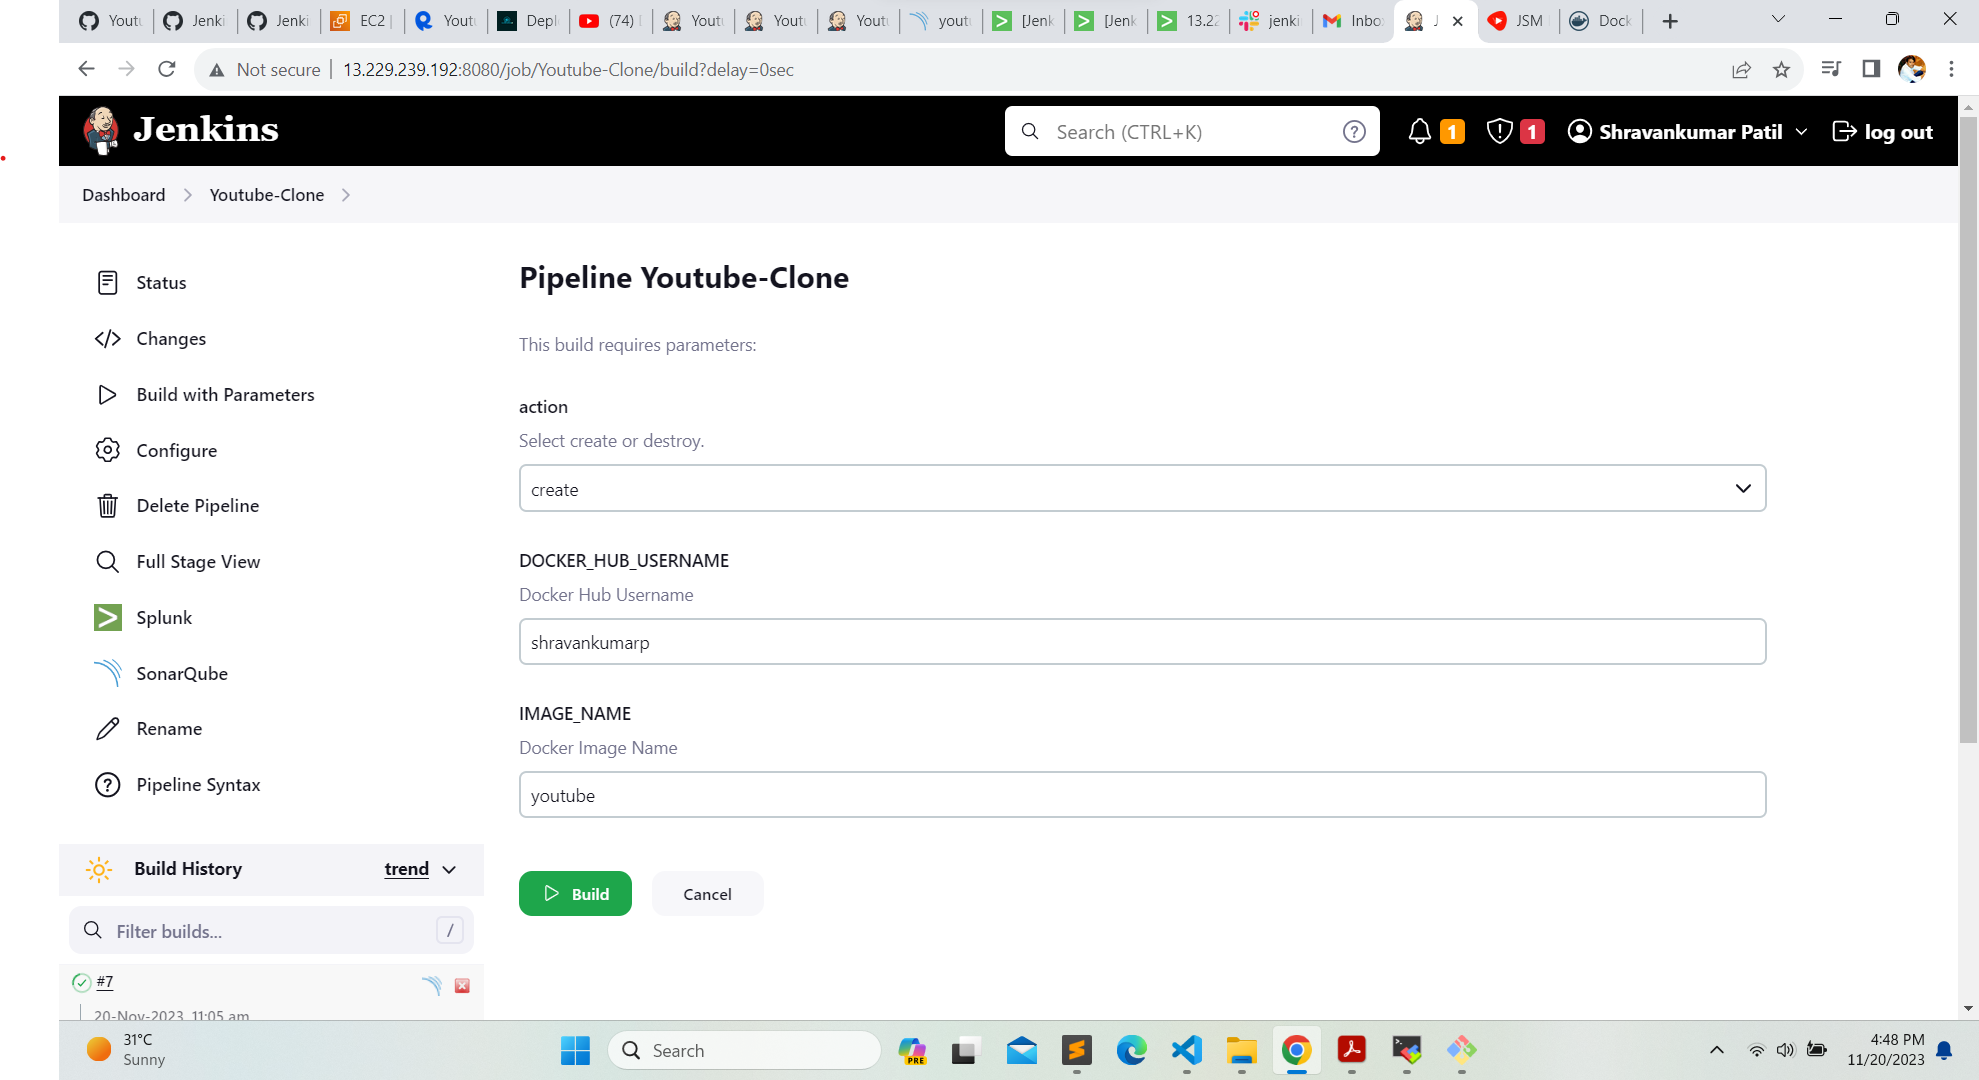 Yout
Jenki
Jenki
EC2 |
Yout
Depl
(74)
Yout
Yout
Yout
yout
[Jenk
[Jenk
13.22
jenki
Inbo
J
JSM
Dock
Not secure
13.229.239.192:8080/job/Youtube-Clone/build?delay=0sec
Jenkins
Search (CTRL+K)
?
1
1
Shravankumar Patil
log out
Dashboard
Youtube-Clone
Status
Changes
Build with Parameters
Configure
Delete Pipeline
Full Stage View
Splunk
SonarQube
Rename
Pipeline Syntax
Build History
trend
Filter builds...
/
#7
20-Nov-2023, 11:05 am
Pipeline Youtube-Clone
This build requires parameters:
action
Select create or destroy.
create
DOCKER_HUB_USERNAME
Docker Hub Username
shravankumarp
IMAGE_NAME
Docker Image Name
youtube
Build
Cancel
31°C
Sunny
Search
PRE
4:48 PM
11/20/2023